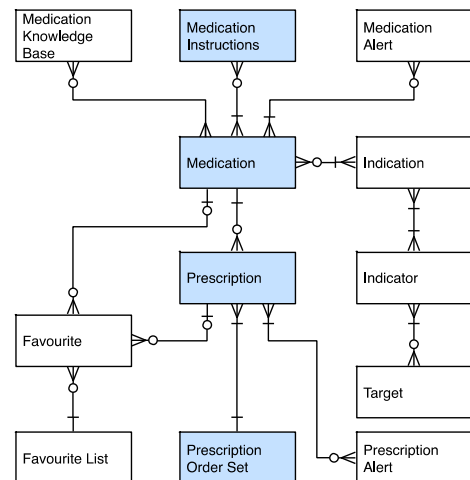 Medication
Knowledge
Base
Medication
Instructions
Medication
Alert
Medication
Indication
Prescription
Indicator
Favourite
Target
Favourite List
Prescription
Order Set
Prescription
Alert